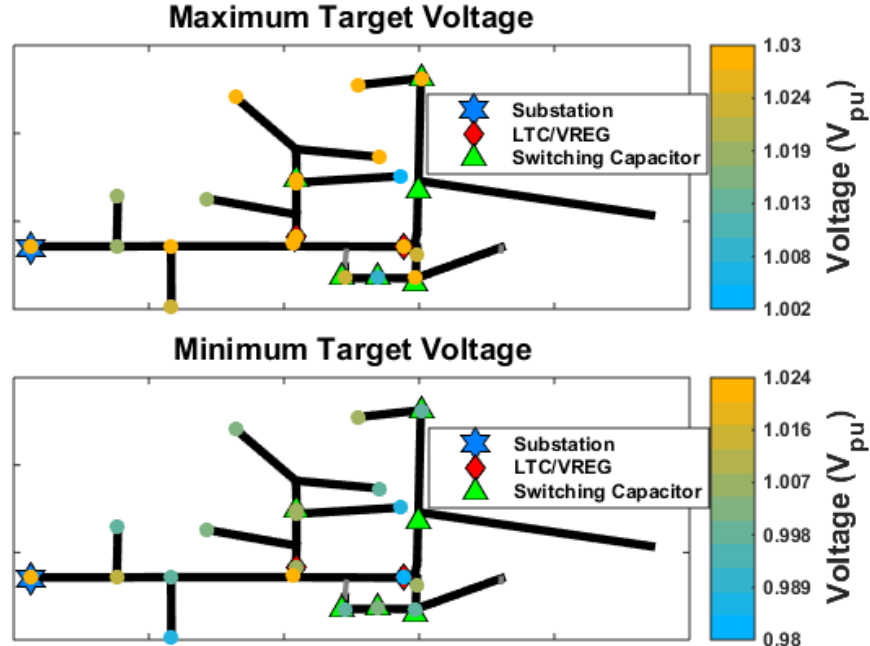 Maximum Target Voltage
Substation
LTC/VREG
Switching Capacitor
1.03
1.024
1.019
1.013
1.008
1.002
Voltage (Vpu)
Minimum Target Voltage
Substation
LTC/VREG
Switching Capacitor
1.024
1.016
1.007
0.998
0.989
0.98
Voltage (Vpu)